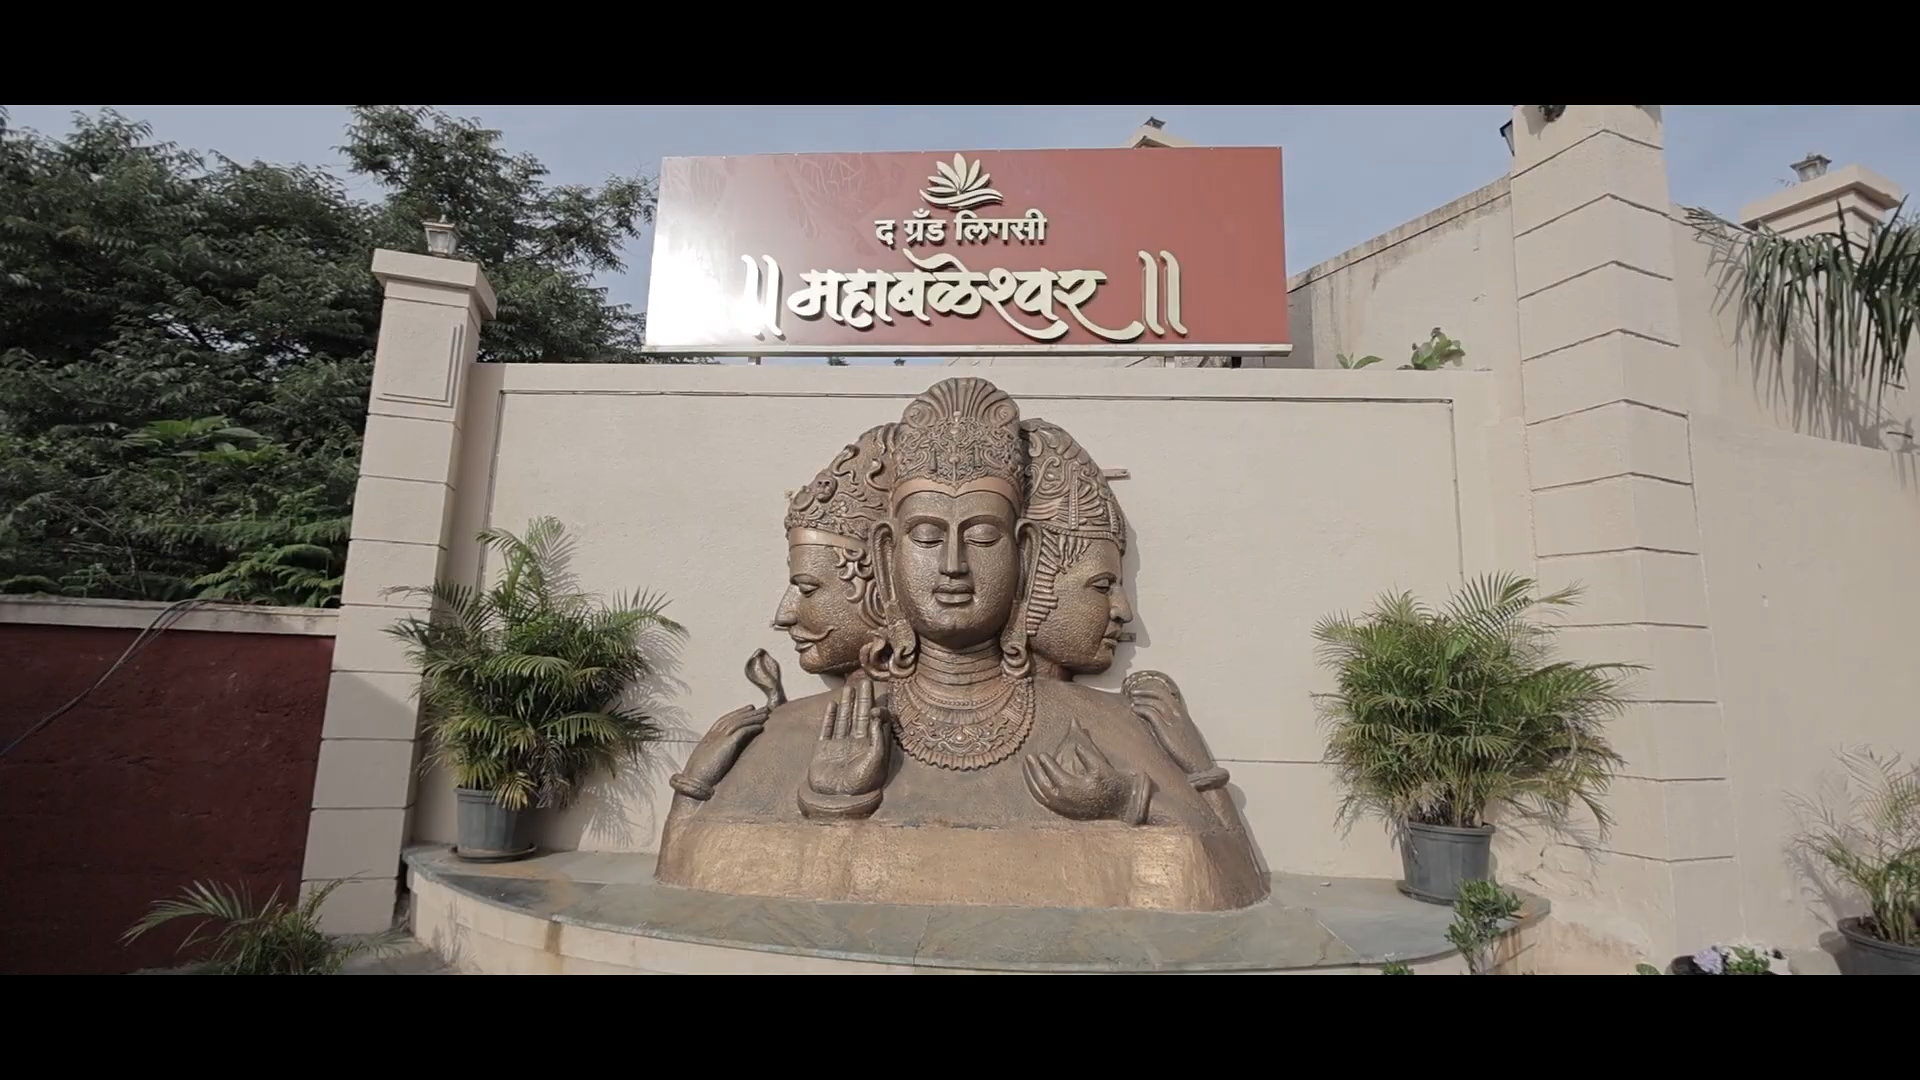 द ग्रँड लिगसी
॥ महाबळेश्वर ॥